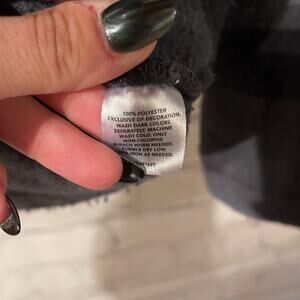 100% POLYESTER
EXCLUSIVE OF DECORATION
WASH DARK COLORS
SEPARATELY, MACHINE
WASH COLD, ONLY
NON-CHLORINE
BLEACH WHEN NEEDED.
TUMBLE DRY LOW.
IRON AS NEEDED.